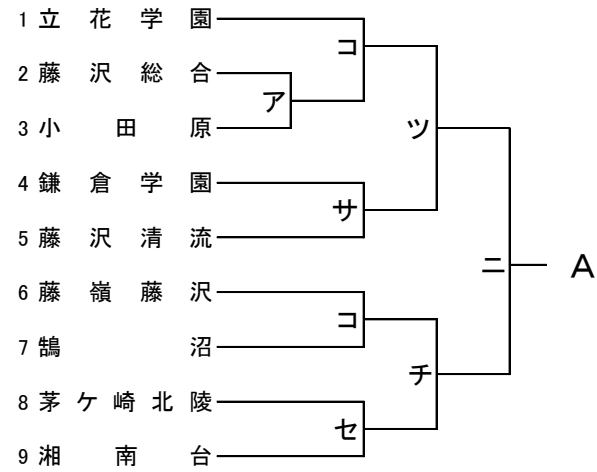 1 立花学園
コ
2 藤沢総合
ア
3 小田原
ツ
4 鎌倉学園
サ
5 藤沢清流
ニ A
6 藤嶺藤沢
コ
7 鵠沼
チ
8 茅ケ崎北陵
セ
9 湘南台